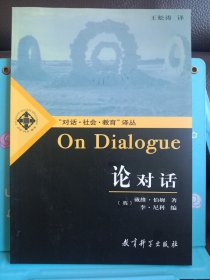 王松涛 译
“对话·社会·教育”译丛
On Dialogue
论对话
(英) 戴维·伯姆 著
李·尼科 编
教育科学出版社